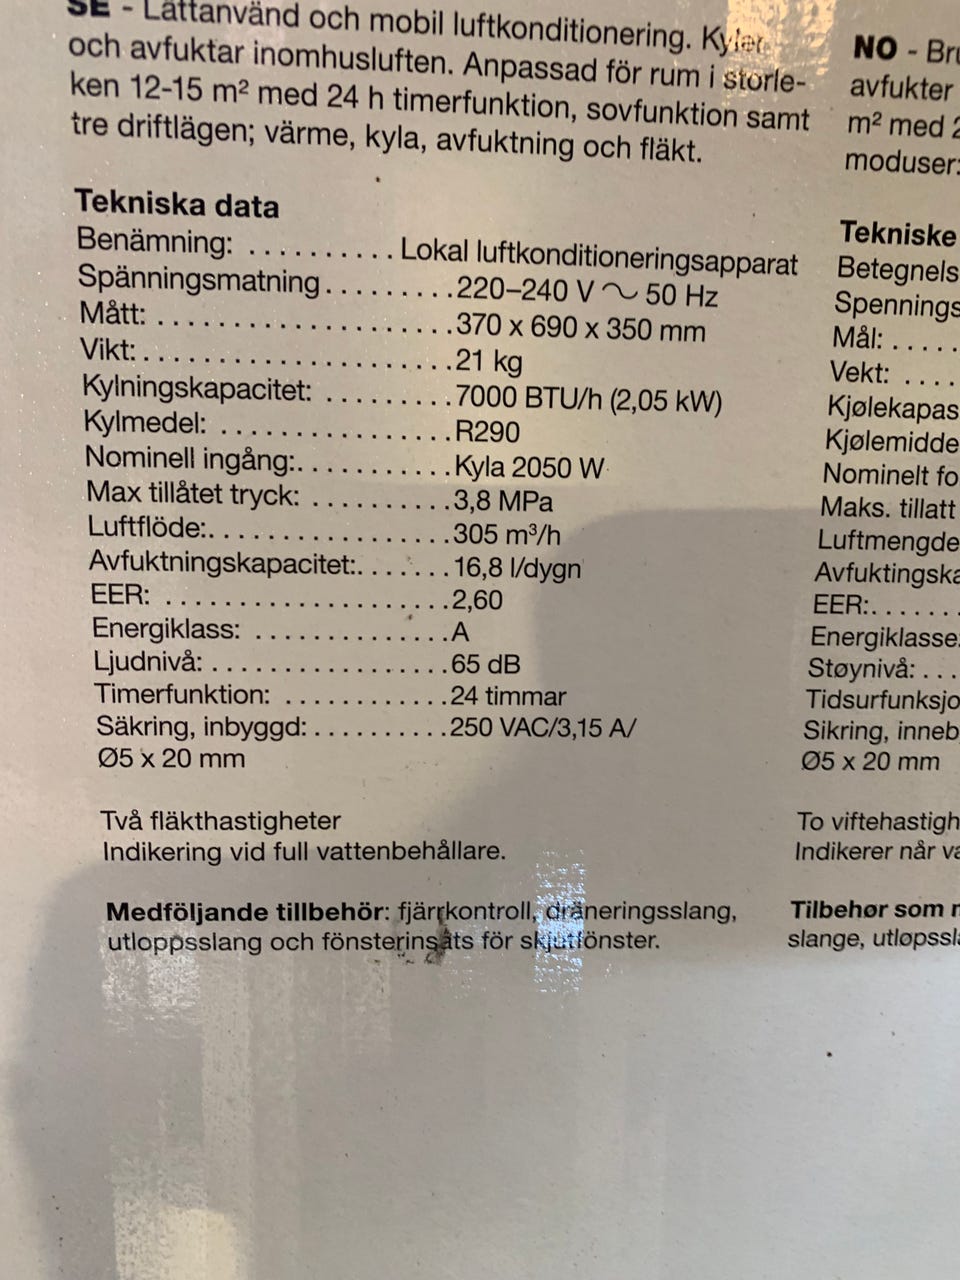 SE - Lättanvänd och mobil luftkonditionering. Kyler
och avfuktar inomhusluften. Anpassad för rum i storle-
ken 12-15 m² med 24 h timerfunktion, sovfunktion samt
tre driftlägen; värme, kyla, avfuktning och fläkt.
Tekniska data
Benämning: .......... Lokal luftkonditioneringsapparat
Spänningsmatning.........220–240 V ∿ 50 Hz
Mått: .....................370 x 690 x 350 mm
Vikt:......................21 kg
Kylningskapacitet: .........7000 BTU/h (2,05 kW)
Kylmedel: ................R290
Nominell ingång:...........Kyla 2050 W
Max tillåtet tryck: ..........3,8 MPa
Luftflöde:.................305 m³/h
Avfuktningskapacitet:.......16,8 l/dygn
EER: ....................2,60
Energiklass: ..............A
Ljudnivå: .................65 dB
Timerfunktion: ............24 timmar
Säkring, inbyggd: ..........250 VAC/3,15 A/
Ø5 x 20 mm
Två fläkthastigheter
Indikering vid full vattenbehållare.
Medföljande tillbehör: fjärrkontroll, dräneringsslang,
utloppsslang och fönsterinsats för skjutfönster.
NO - Bru
avfukter
m² med 2
moduser:
Tekniske
Betegnels
Spennings
Mål: .....
Vekt: ....
Kjølekapas
Kjølemidde
Nominelt fo
Maks. tillatt
Luftmengde
Avfuktingska
EER:.......
Energiklasse:
Støynivå: ...
Tidsurfunksjo
Sikring, inneb
Ø5 x 20 mm
To viftehastigh
Indikerer når va
Tilbehør som m
slange, utløpssla